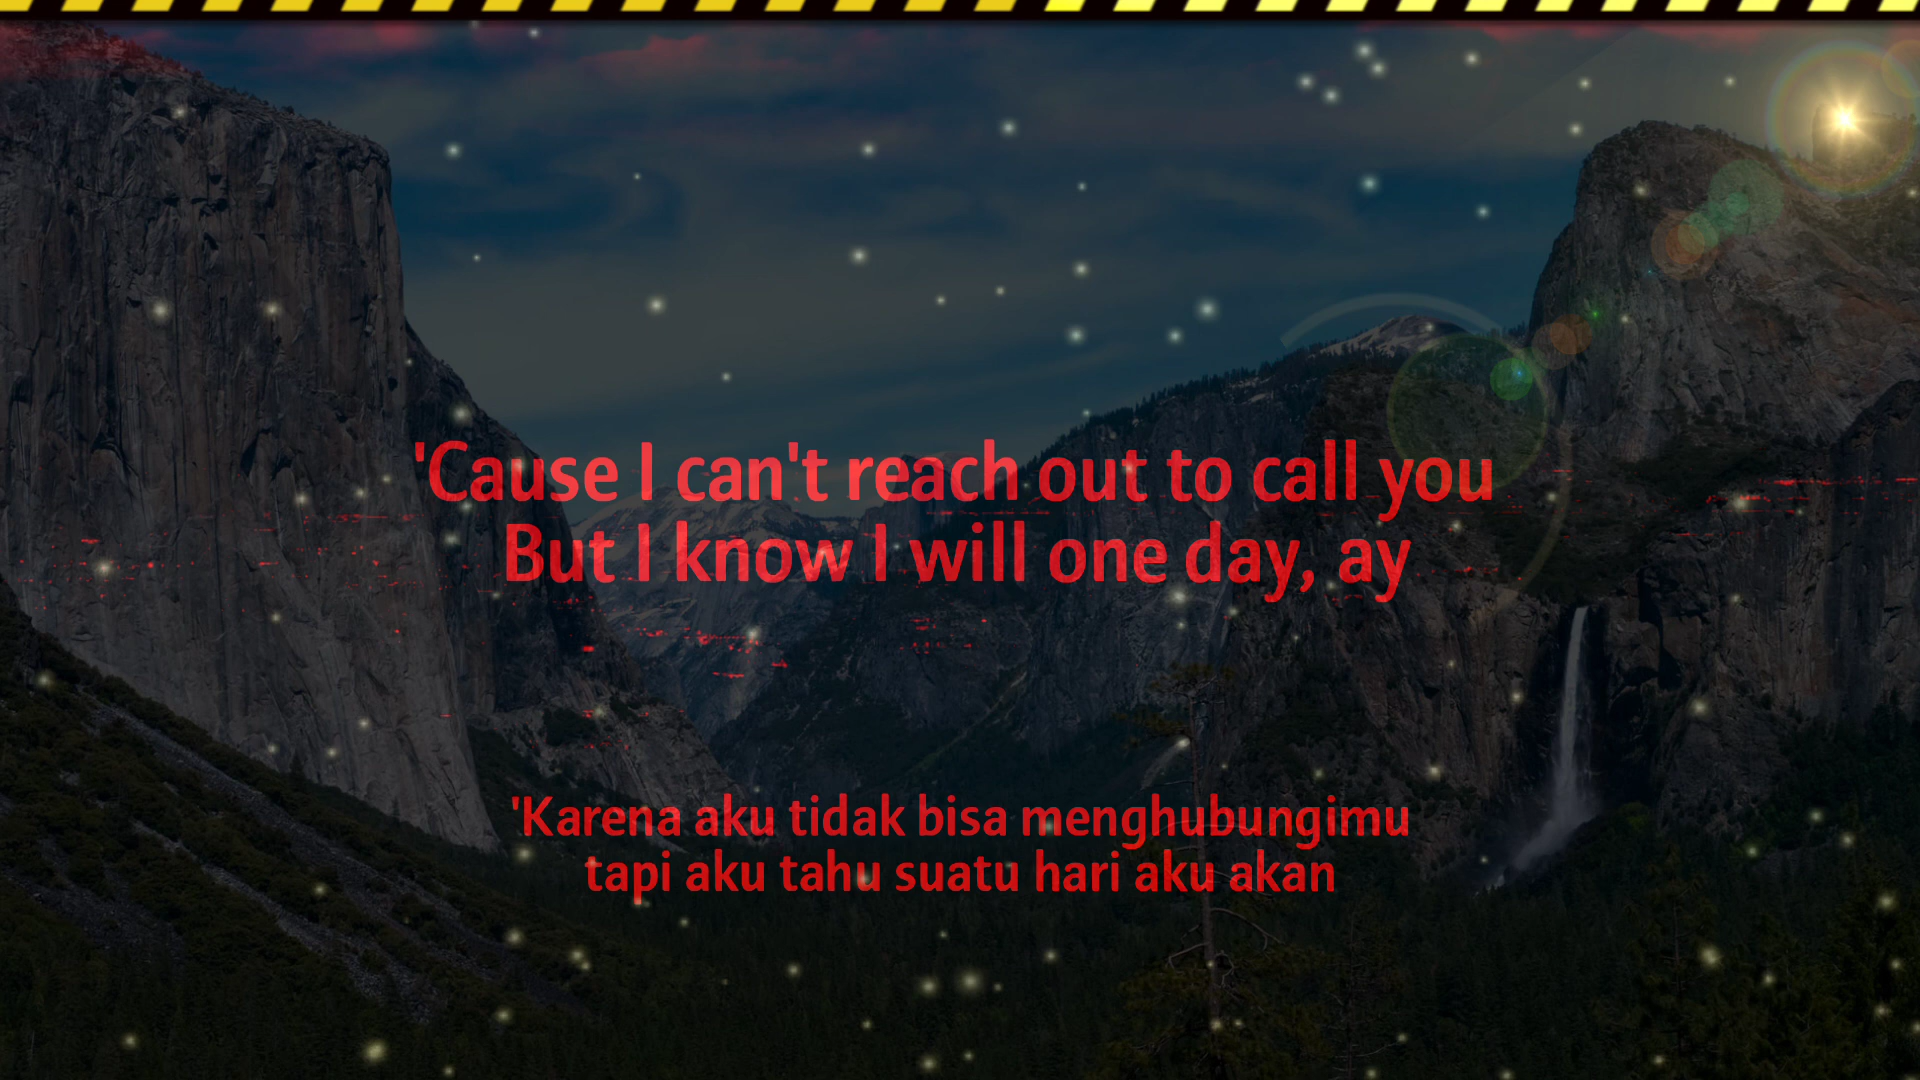 'Cause I can't reach out to call you
But I know I will one day, ay
'Karena aku tidak bisa menghubungimu
tapi aku tahu suatu hari aku akan